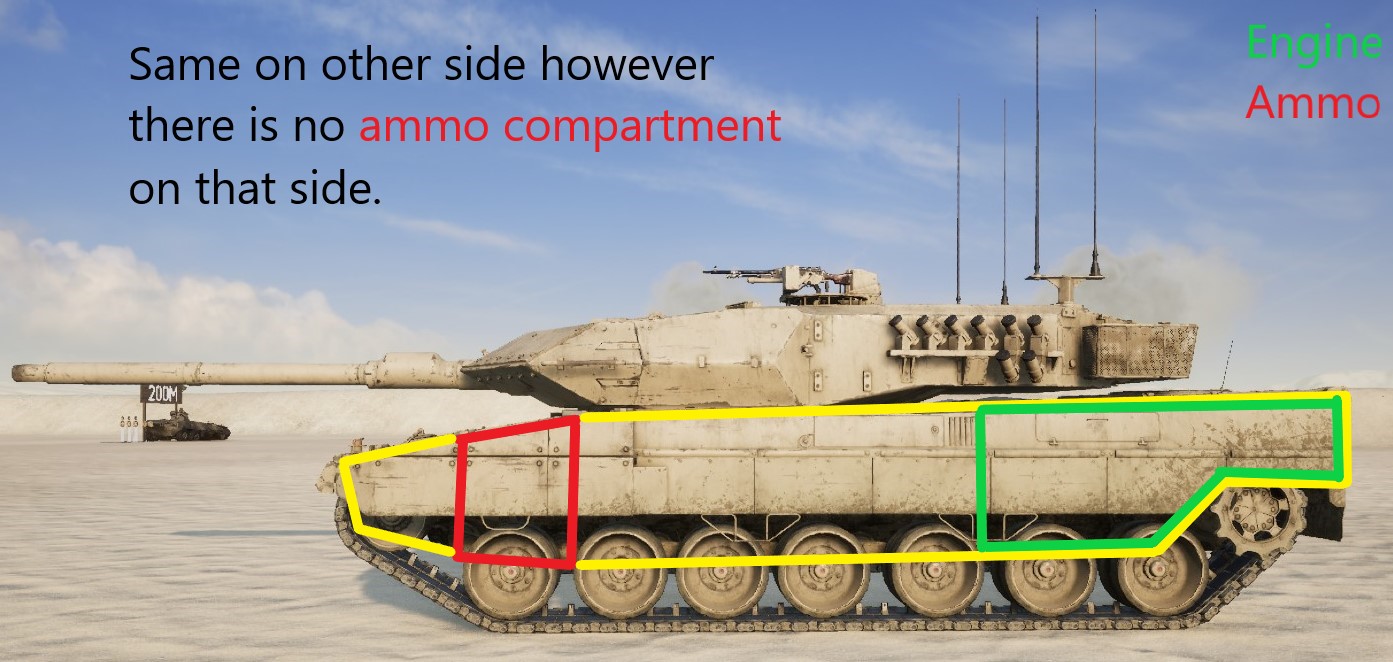 Same on other side however
there is no ammo compartment
on that side.
Engine
Ammo
200M